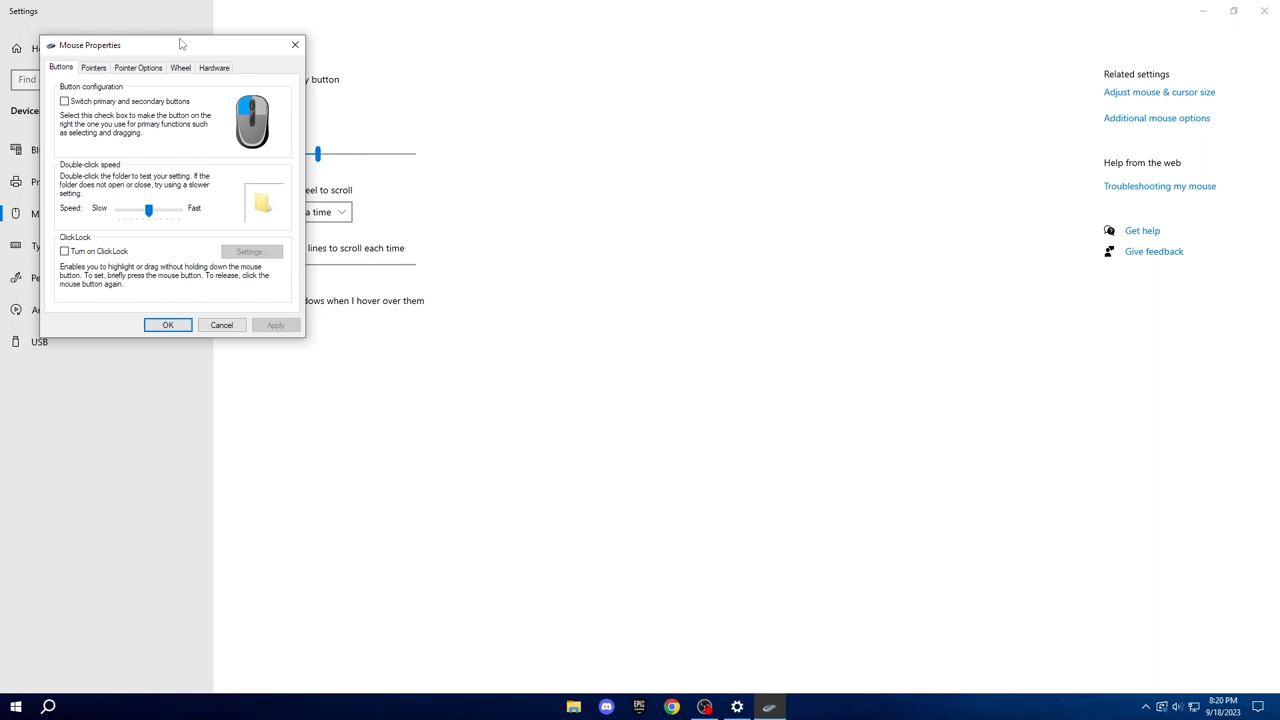 Settings
Mouse Properties
Buttons
Pointers
Pointer Options
Wheel
Hardware
Button configuration
Switch primary and secondary buttons
Select this check box to make the button on the
right the one you use for primary functions such
as selecting and dragging.
Double-click speed
Double-click the folder to test your setting. If the
folder does not open or close, try using a slower
setting.
Speed: Slow Fast
ClickLock
Turn on ClickLock
Settings...
Enables you to highlight or drag without holding down the mouse
button. To set, briefly press the mouse button. To release, click the
mouse button again.
OK
Cancel
Apply
H
Find
Devices
Bl
Pr
M
Ty
Pe
A
USB
y button
eel to scroll
a time
lines to scroll each time
dows when I hover over them
Related settings
Adjust mouse & cursor size
Additional mouse options
Help from the web
Troubleshooting my mouse
Get help
Give feedback
EPIC
8:20 PM
9/18/2023